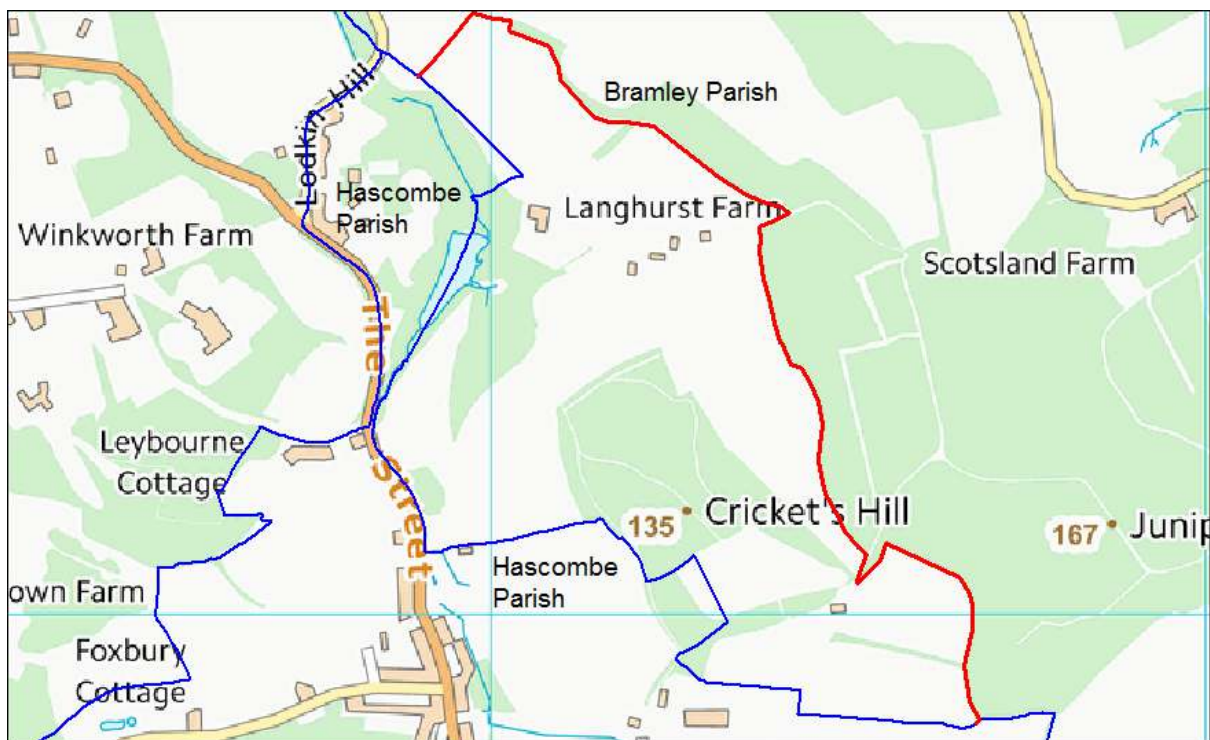 Lodkin Hill
Bramley Parish
Hascombe
Parish
Langhurst Farm
Winkworth Farm
Scotsland Farm
The Street
Leybourne
Cottage
135
Cricket's Hill
167
Junip
Hascombe
Parish
own Farm
Foxbury
Cottage